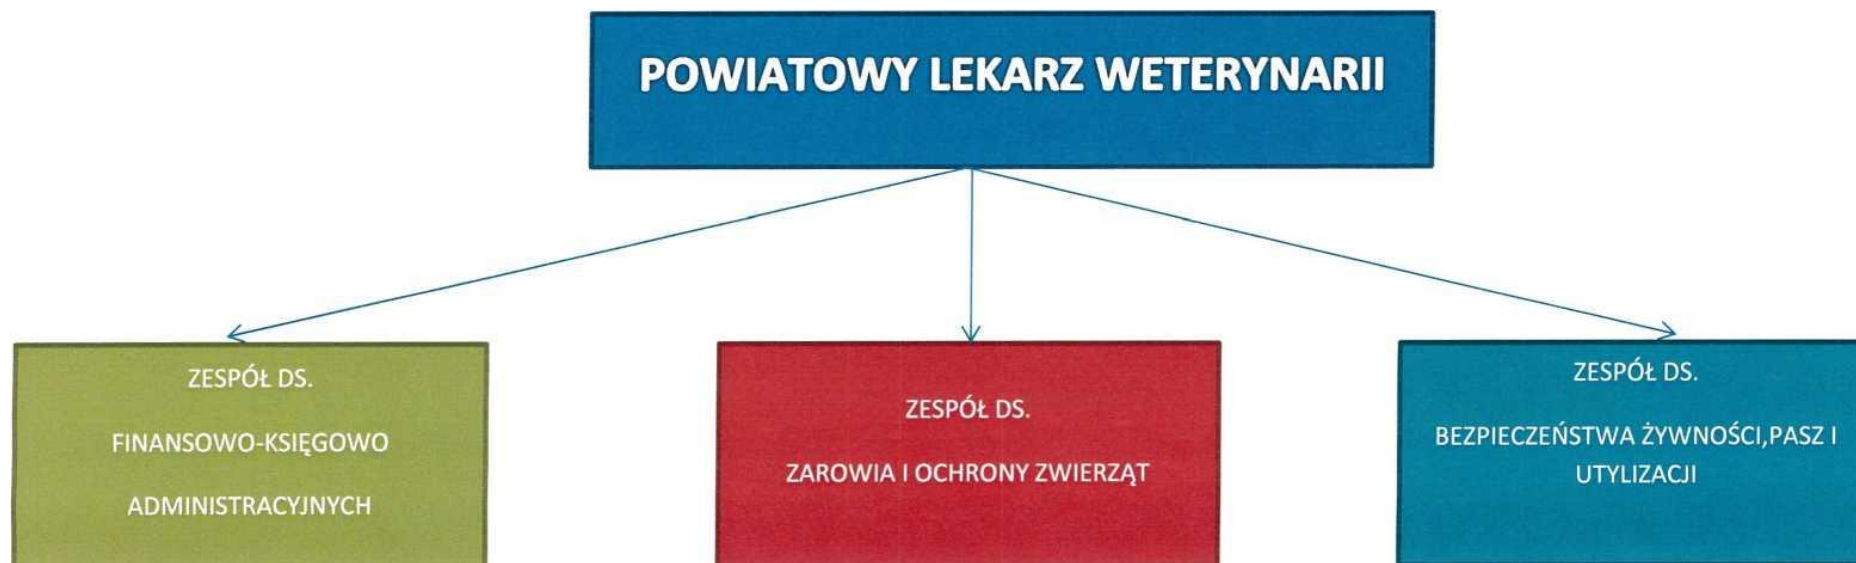 POWIATOWY LEKARZ WETERYNARII
ZESPÓŁ DS.
FINANSOWO-KSIĘGOWO
ADMINISTRACYJNYCH
ZESPÓŁ DS.
ZAROWIA I OCHRONY ZWIERZĄT
ZESPÓŁ DS.
BEZPIECZEŃSTWA ŻYWNOŚCI,PASZ I
UTYLIZACJI